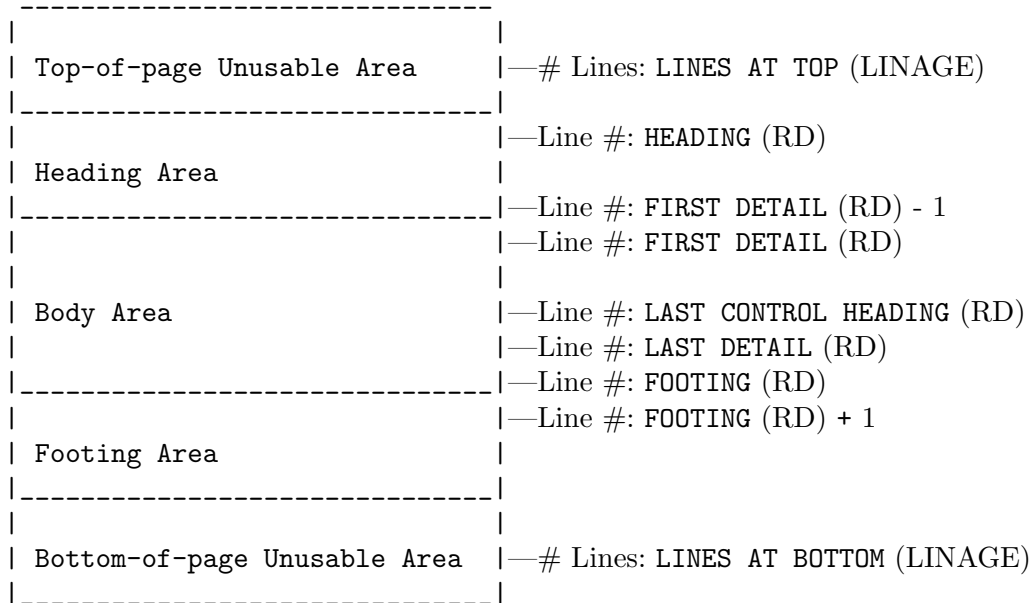 Top-of-page Unusable Area —# Lines: LINES AT TOP (LINAGE)
—Line #: HEADING (RD)
Heading Area
—Line #: FIRST DETAIL (RD) - 1
—Line #: FIRST DETAIL (RD)
Body Area —Line #: LAST CONTROL HEADING (RD)
—Line #: LAST DETAIL (RD)
—Line #: FOOTING (RD)
—Line #: FOOTING (RD) + 1
Footing Area
Bottom-of-page Unusable Area —# Lines: LINES AT BOTTOM (LINAGE)